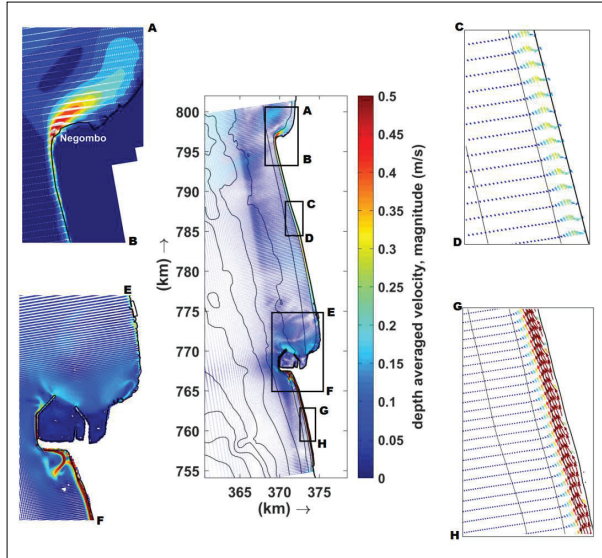 A
Negombo
B
E
F
800
795
790
785
780
775
770
765
760
755
(km) →
365 370 375
(km) →
A
B
C
D
E
F
G
H
0.5
0.45
0.4
0.35
0.3
0.25
0.2
0.15
0.1
0.05
0
depth averaged velocity, magnitude (m/s)
C
D
G
H